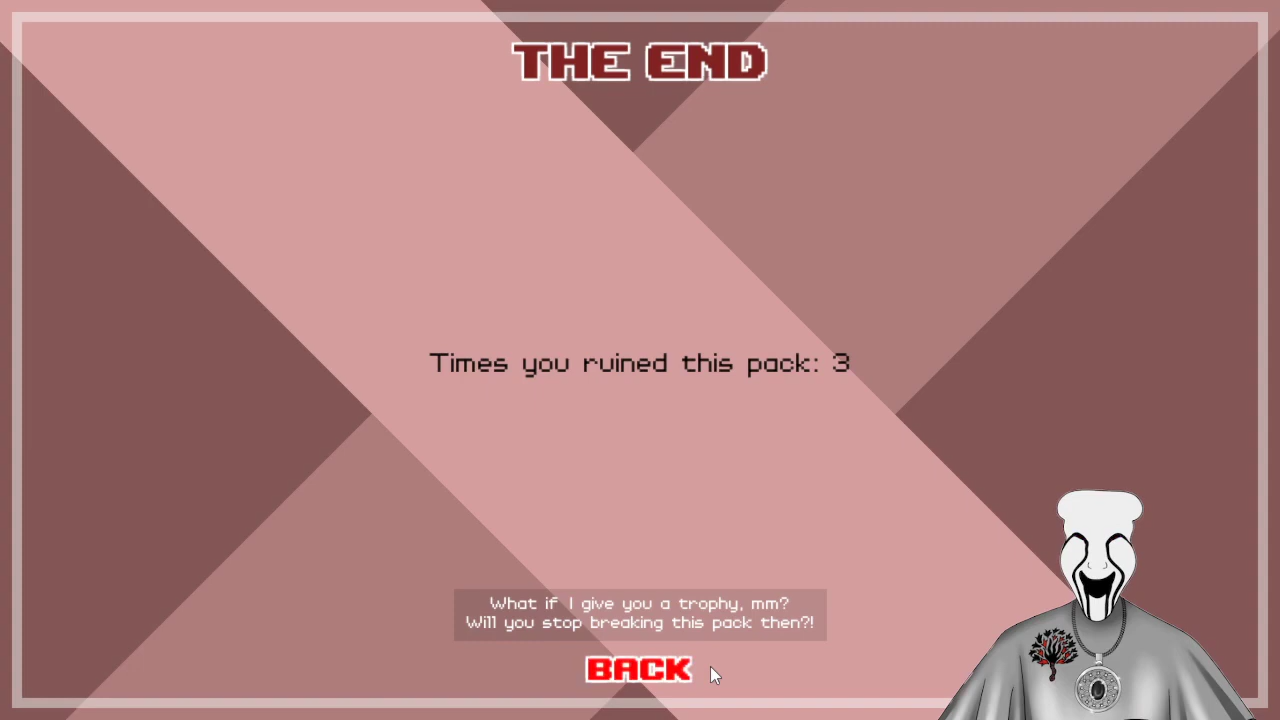 THE END
Times you ruined this pack: 3
What if I give you a trophy, mm?
Will you stop breaking this pack then?!
BACK